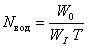 N_вод = W_0 / (W_I T)